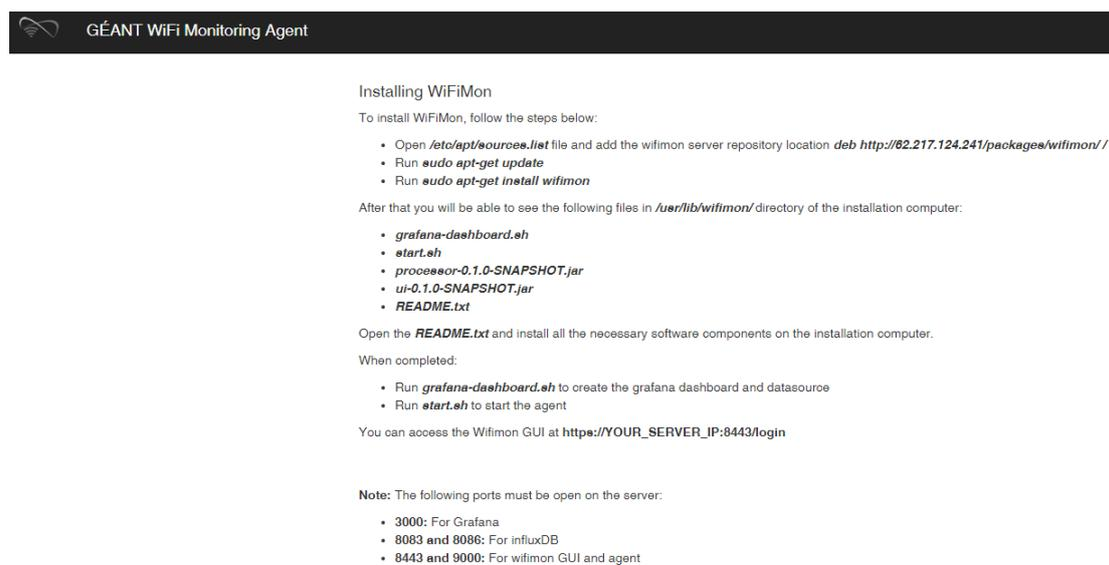 GÉANT WiFi Monitoring Agent
Installing WiFiMon
To install WiFiMon, follow the steps below:
• Open /etc/apt/sources.list file and add the wifimon server repository location deb http://62.217.124.241/packages/wifimon/ /
• Run sudo apt-get update
• Run sudo apt-get install wifimon
After that you will be able to see the following files in /usr/lib/wifimon/ directory of the installation computer:
• grafana-dashboard.sh
• start.sh
• processor-0.1.0-SNAPSHOT.jar
• ui-0.1.0-SNAPSHOT.jar
• README.txt
Open the README.txt and install all the necessary software components on the installation computer.
When completed:
• Run grafana-dashboard.sh to create the grafana dashboard and datasource
• Run start.sh to start the agent
You can access the Wifimon GUI at https://YOUR_SERVER_IP:8443/login
Note: The following ports must be open on the server:
• 3000: For Grafana
• 8083 and 8086: For influxDB
• 8443 and 9000: For wifimon GUI and agent